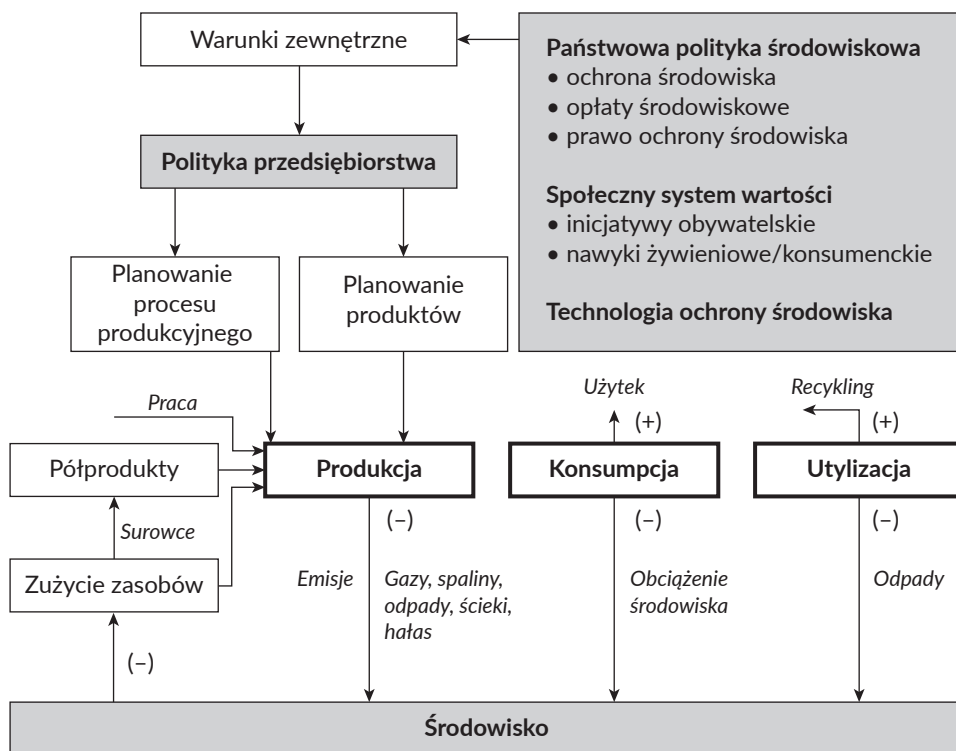 Warunki zewnętrzne
Państwowa polityka środowiskowa
• ochrona środowiska
• opłaty środowiskowe
• prawo ochrony środowiska
Społeczny system wartości
• inicjatywy obywatelskie
• nawyki żywieniowe/konsumenckie
Technologia ochrony środowiska
Polityka przedsiębiorstwa
Planowanie
procesu
produkcyjnego
Planowanie
produktów
Praca
Użytek
(+)
Recykling
(+)
Półprodukty
Produkcja
Konsumpcja
Utylizacja
Surowce
(–)
(–)
(–)
Zużycie zasobów
Emisje
Gazy, spaliny,
odpady, ścieki,
hałas
Obciążenie
środowiska
Odpady
(–)
Środowisko